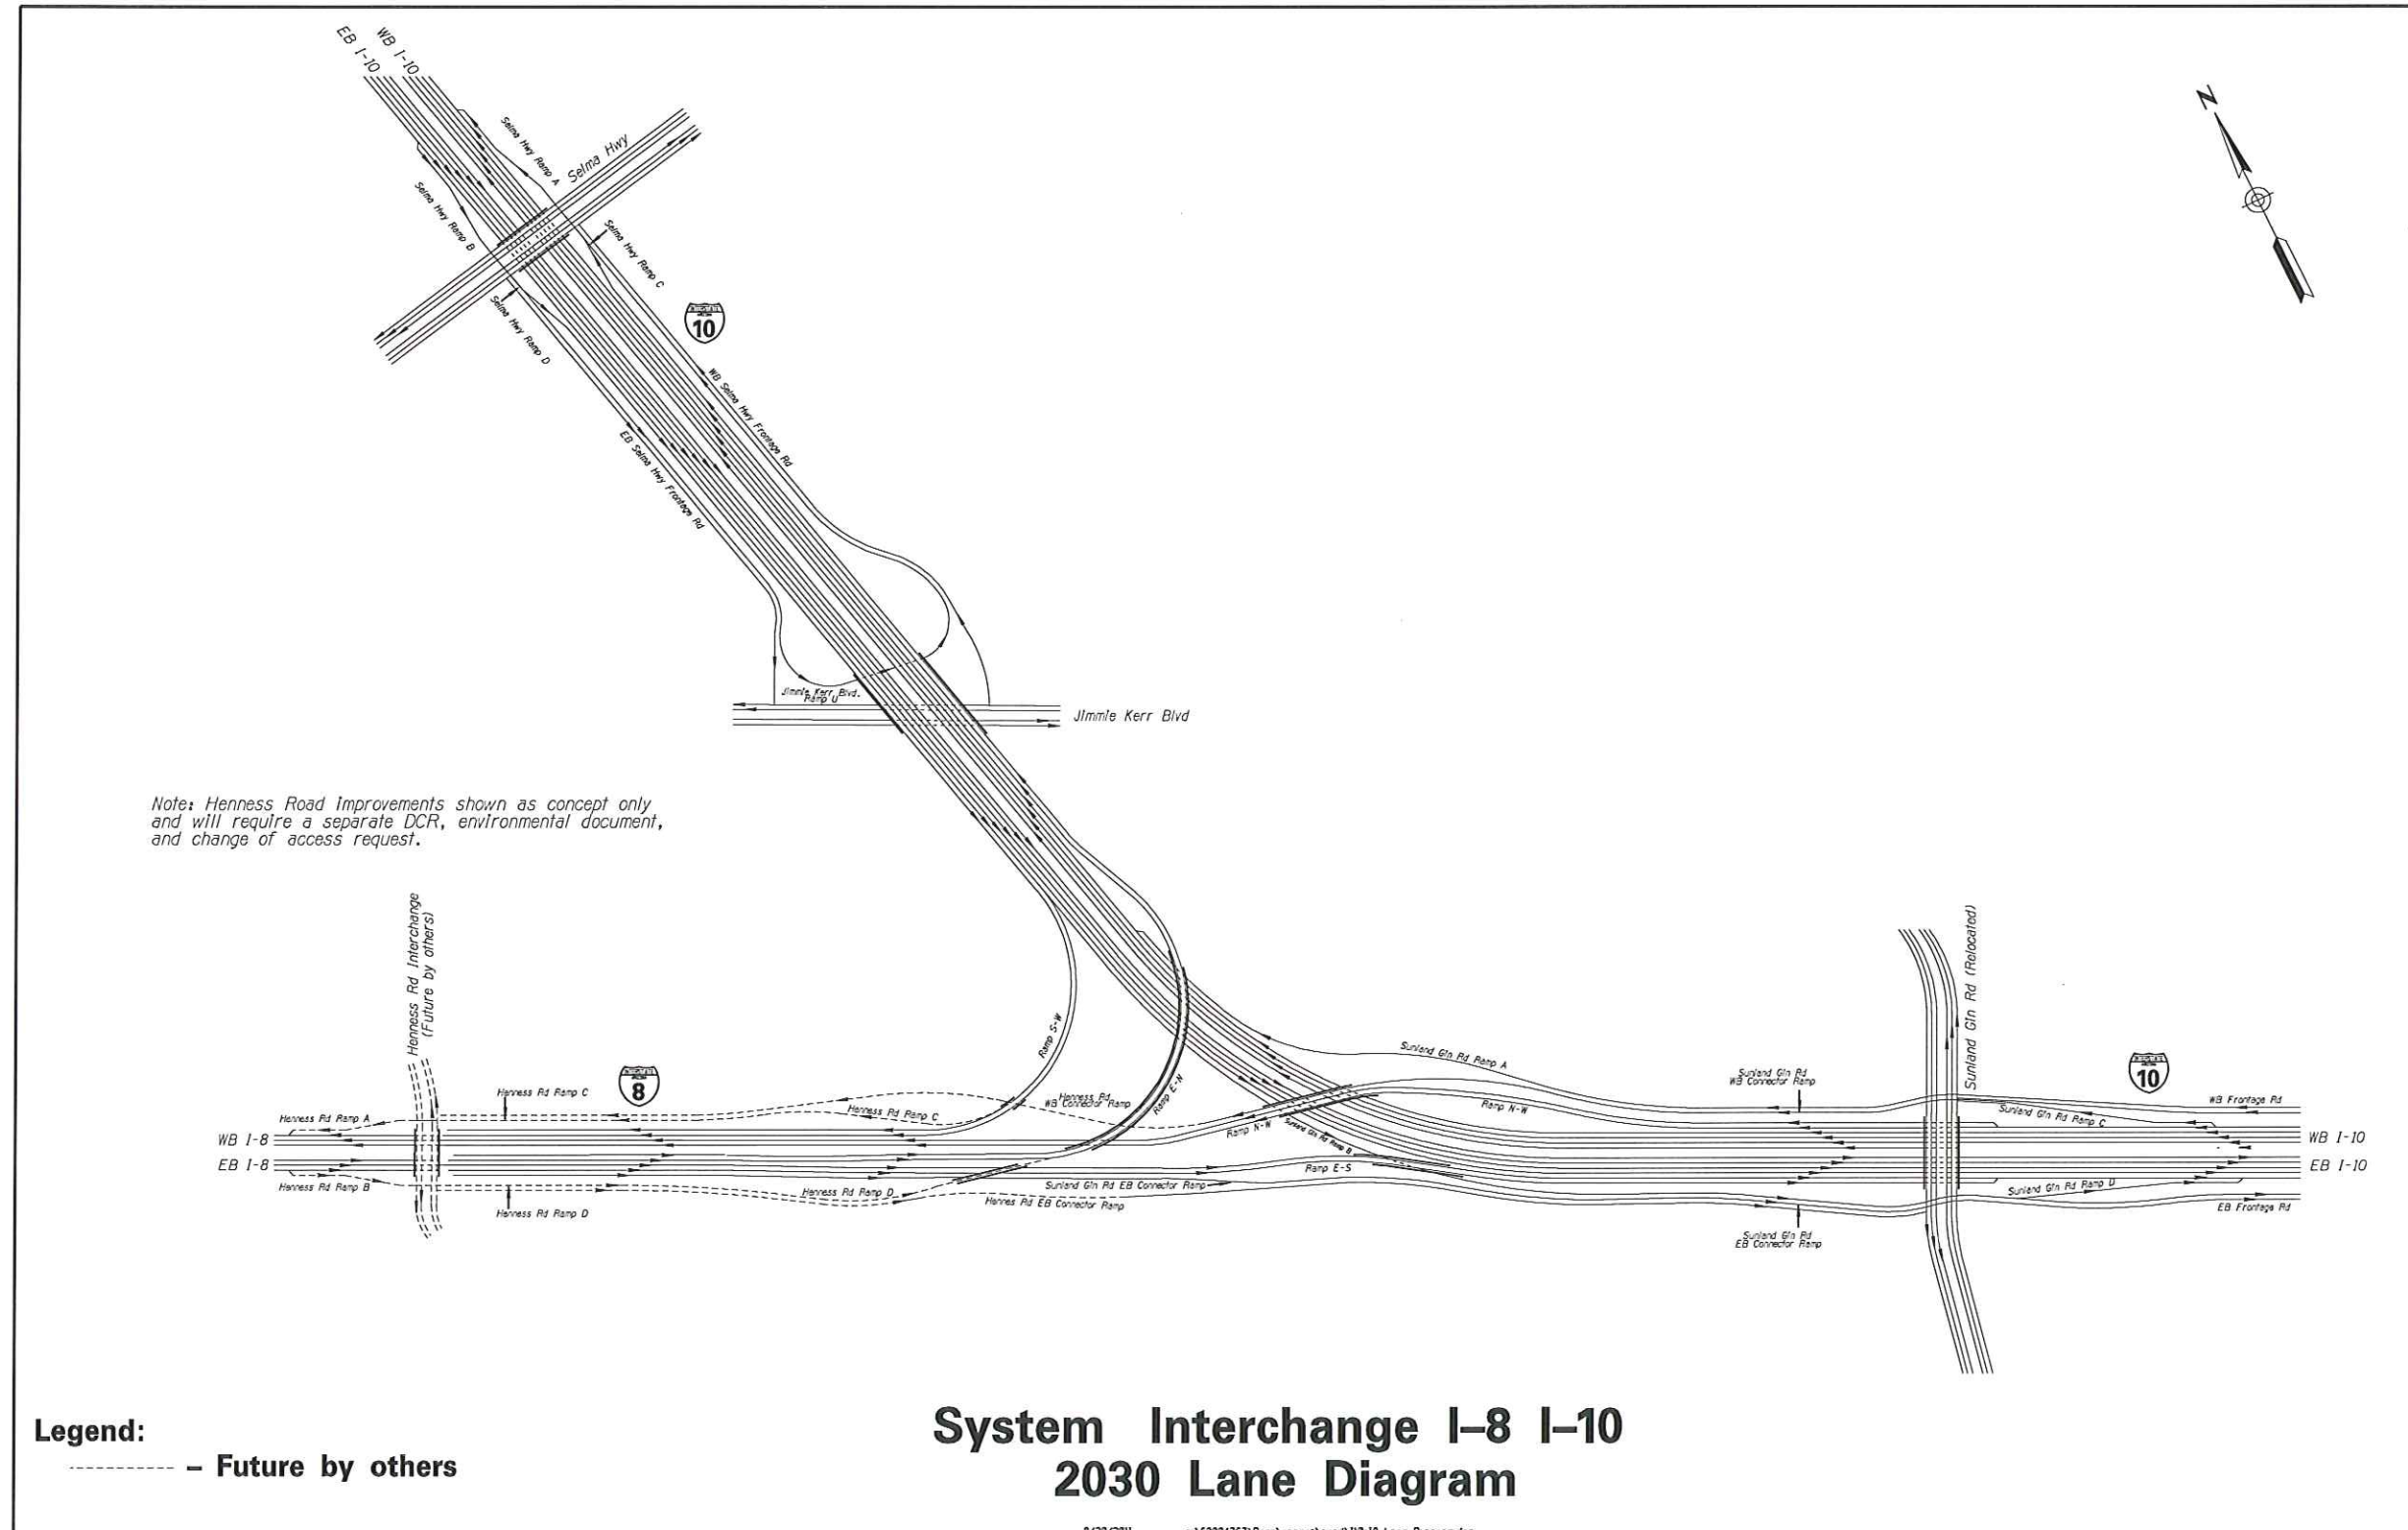 EB I-10
WB I-10
Selma Hwy Ramp A
Selma Hwy
Selma Hwy Ramp B
Selma Hwy Ramp C
Selma Hwy Ramp D
10
N
WB Selma Hwy Frontage Rd
EB Selma Hwy Frontage Rd
Jimmie Kerr Blvd.
Ramp U
Jimmie Kerr Blvd
Note: Henness Road improvements shown as concept only
and will require a separate DCR, environmental document,
and change of access request.
Henness Rd Interchange
(Future by others)
8
Henness Rd Ramp A
Henness Rd Ramp C
Henness Rd Ramp C
Henness Rd
WB Connector Ramp
Ramp S-W
Ramp E-N
WB I-8
EB I-8
Henness Rd Ramp B
Henness Rd Ramp D
Henness Rd Ramp D
Sunland Gin Rd EB Connector Ramp
Hennes Rd EB Connector Ramp
Ramp N-W
Sunland Gin Rd Ramp B
Ramp E-S
Sunland Gin Rd Ramp A
Ramp N-W
Sunland Gin Rd
WB Connector Ramp
Sunland Gin Rd
EB Connector Ramp
Sunland Gin Rd (Relocated)
10
WB Frontage Rd
Sunland Gin Rd Ramp C
WB I-10
EB I-10
Sunland Gin Rd Ramp D
EB Frontage Rd
Legend:
– Future by others
System Interchange I–8 I–10
2030 Lane Diagram